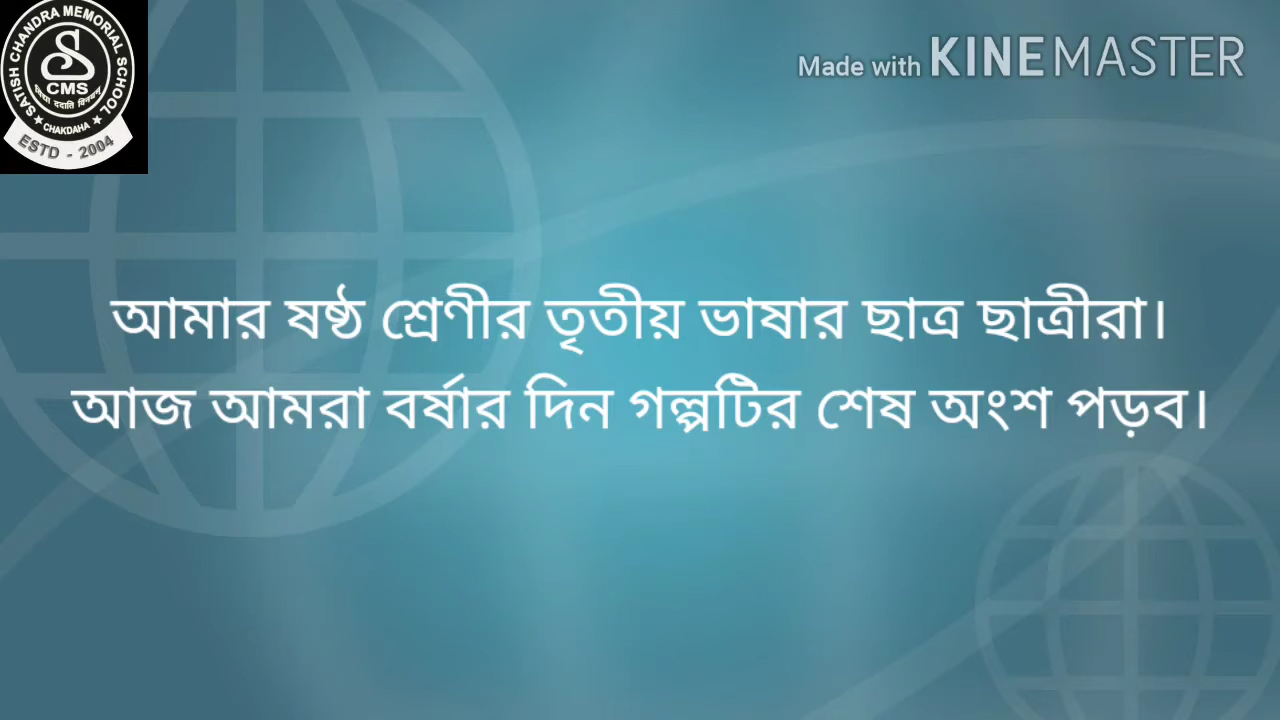 SATISH CHANDRA MEMORIAL SCHOOL
CMS
★ CHAKDAHA ★
ESTD - 2004
Made with KINEMASTER
আমার ষষ্ঠ শ্রেণীর তৃতীয় ভাষার ছাত্র ছাত্রীরা।
আজ আমরা বর্ষার দিন গল্পটির শেষ অংশ পড়ব।